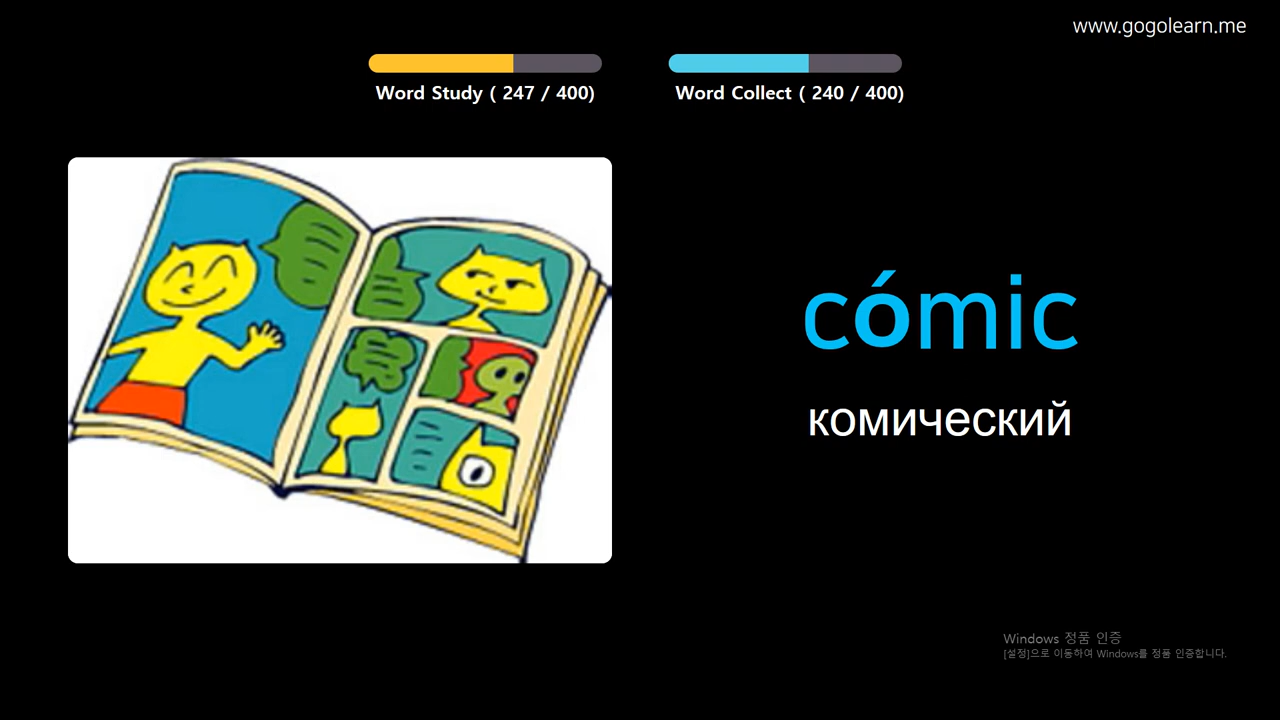 www.gogolearn.me
Word Study ( 247 / 400)
Word Collect ( 240 / 400)
cómic
комический
Windows 정품 인증
[설정]으로 이동하여 Windows를 정품 인증합니다.